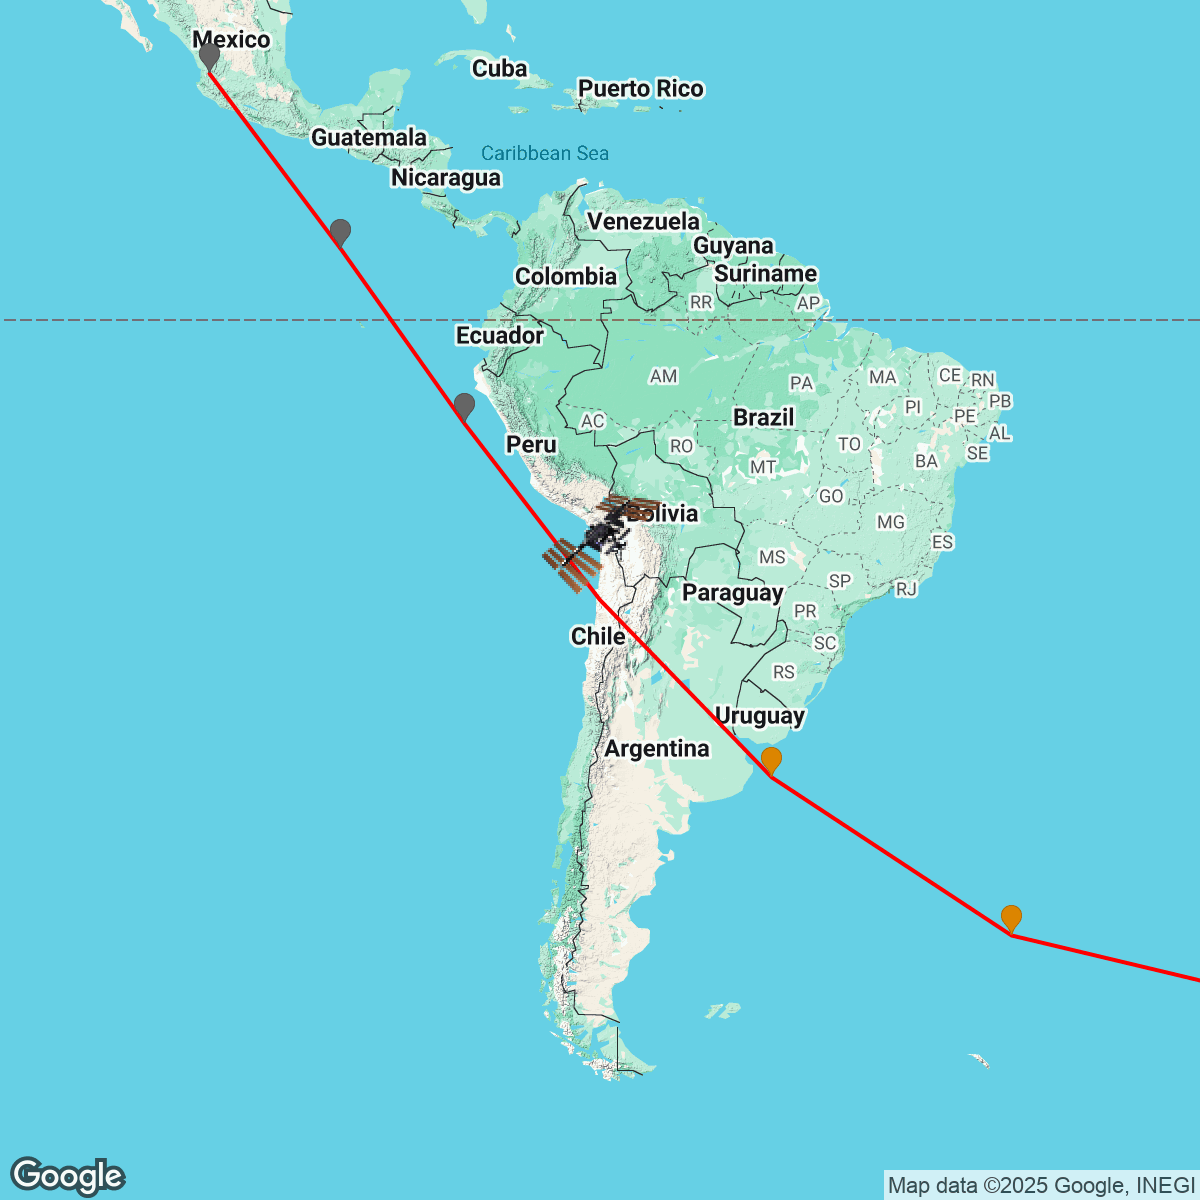 Mexico
Cuba
Puerto Rico
Guatemala
Caribbean Sea
Nicaragua
Venezuela
Guyana
Colombia
Suriname
RR
AP
Ecuador
AM
PA
MA
CE
RN
PI
PB
PE
AC
Brazil
AL
Peru
RO
TO
SE
MT
BA
GO
Bolivia
MG
MS
ES
SP
RJ
Paraguay
PR
Chile
SC
RS
Uruguay
Argentina
Google
Map data ©2025 Google, INEGI